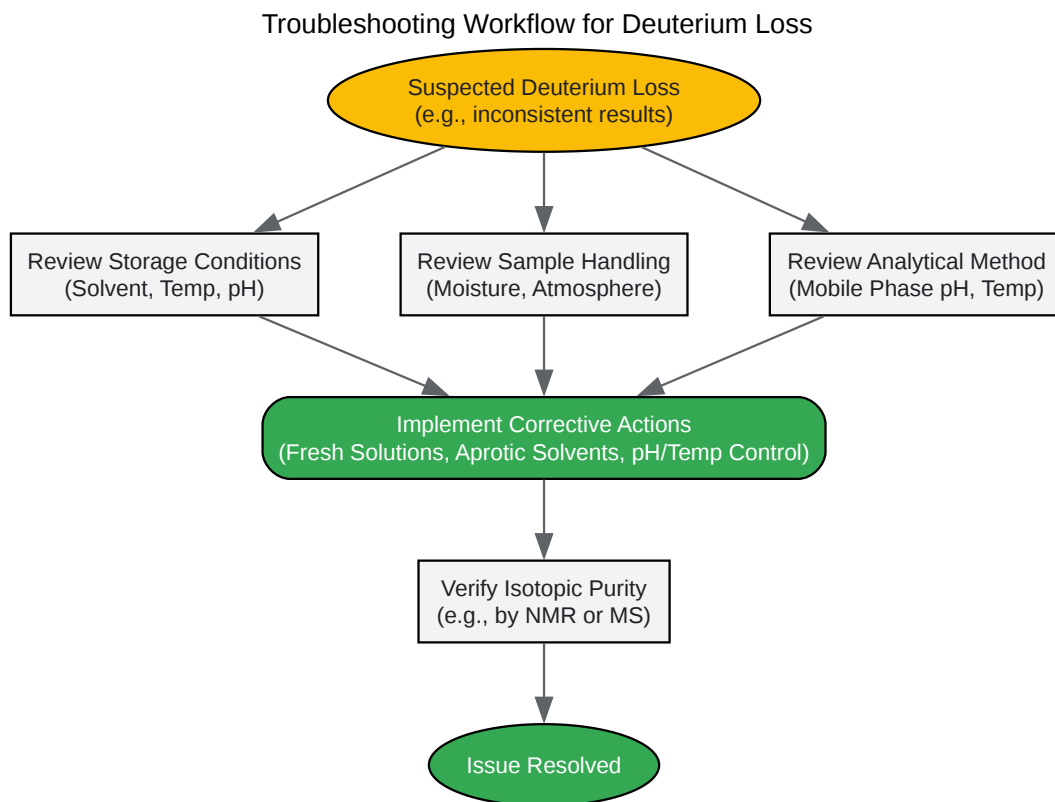 Troubleshooting Workflow for Deuterium Loss
Suspected Deuterium Loss
(e.g., inconsistent results)
Review Storage Conditions
(Solvent, Temp, pH)
Review Sample Handling
(Moisture, Atmosphere)
Review Analytical Method
(Mobile Phase pH, Temp)
Implement Corrective Actions
(Fresh Solutions, Aprotic Solvents, pH/Temp Control)
Verify Isotopic Purity
(e.g., by NMR or MS)
Issue Resolved